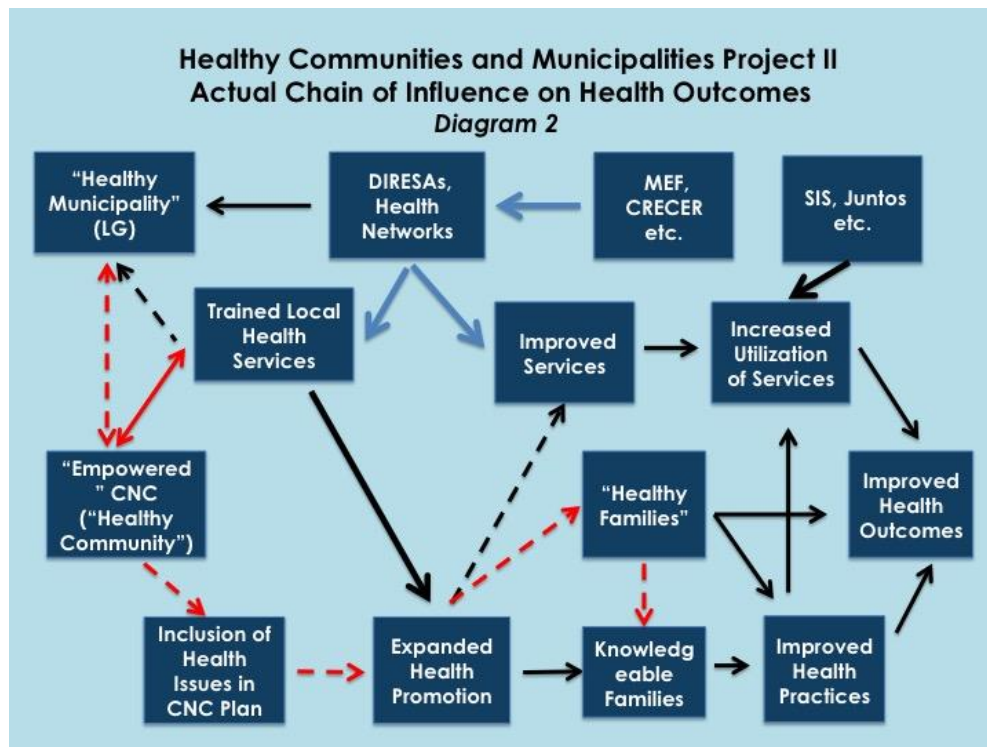 Healthy Communities and Municipalities Project II
Actual Chain of Influence on Health Outcomes
Diagram 2
“Healthy
Municipality”
(LG)
DIRESAs,
Health
Networks
MEF,
CRECER
etc.
SIS, Juntos
etc.
Trained Local
Health
Services
Improved
Services
Increased
Utilization
of Services
“Empowered
” CNC
(“Healthy
Community”)
“Healthy
Families”
Improved
Health
Outcomes
Inclusion of
Health
Issues in
CNC Plan
Expanded
Health
Promotion
Knowledg
eable
Families
Improved
Health
Practices